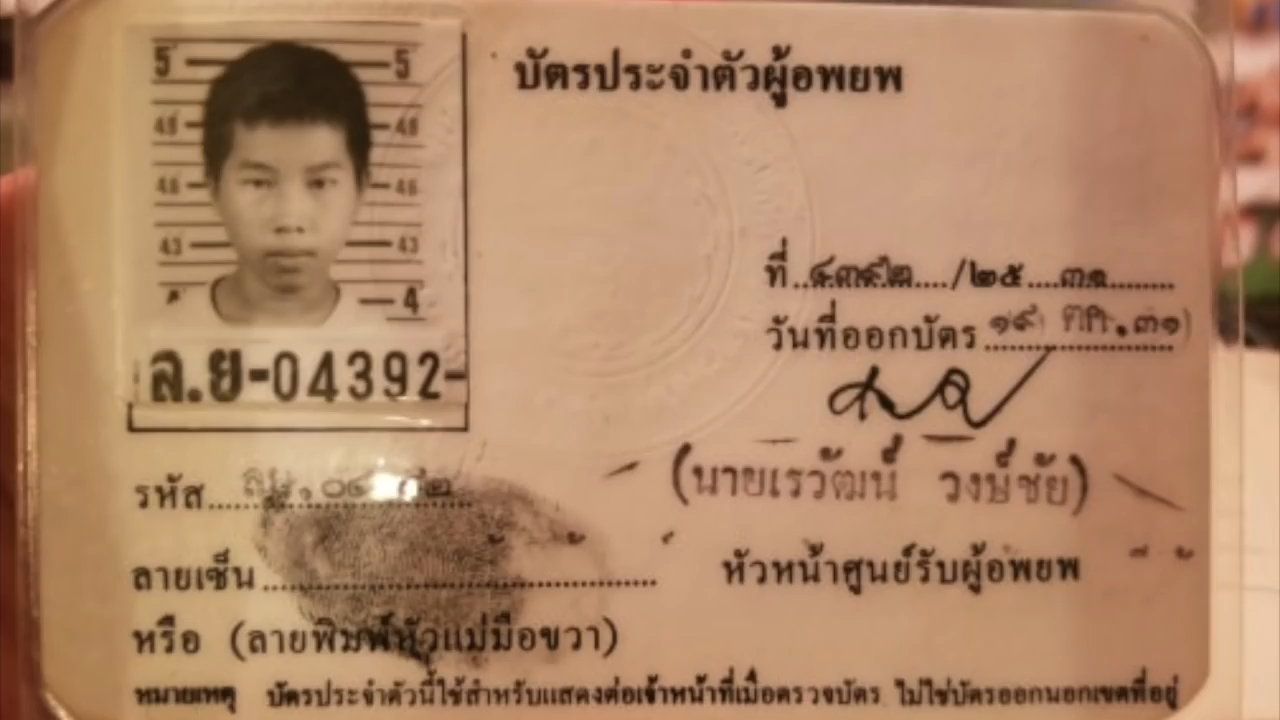 บัตรประจำตัวผู้อพยพ
5 5
48 48
46 46
43 43
4
ล.ย-04392-
ที่ ๔๓๙๒ /๒๕ ๓๑
วันที่ออกบัตร ๑๙ ตค.๓๑
(นายเรวัฒน์ วงษ์ชัย)
รหัส
ลายเซ็น
หัวหน้าศูนย์รับผู้อพยพ
หรือ (ลายพิมพ์หัวแม่มือขวา)
หมายเหตุ บัตรประจำตัวนี้ใช้สำหรับแสดงต่อเจ้าหน้าที่เมื่อตรวจบัตร ไม่ใช่บัตรออกนอกเขตที่อยู่